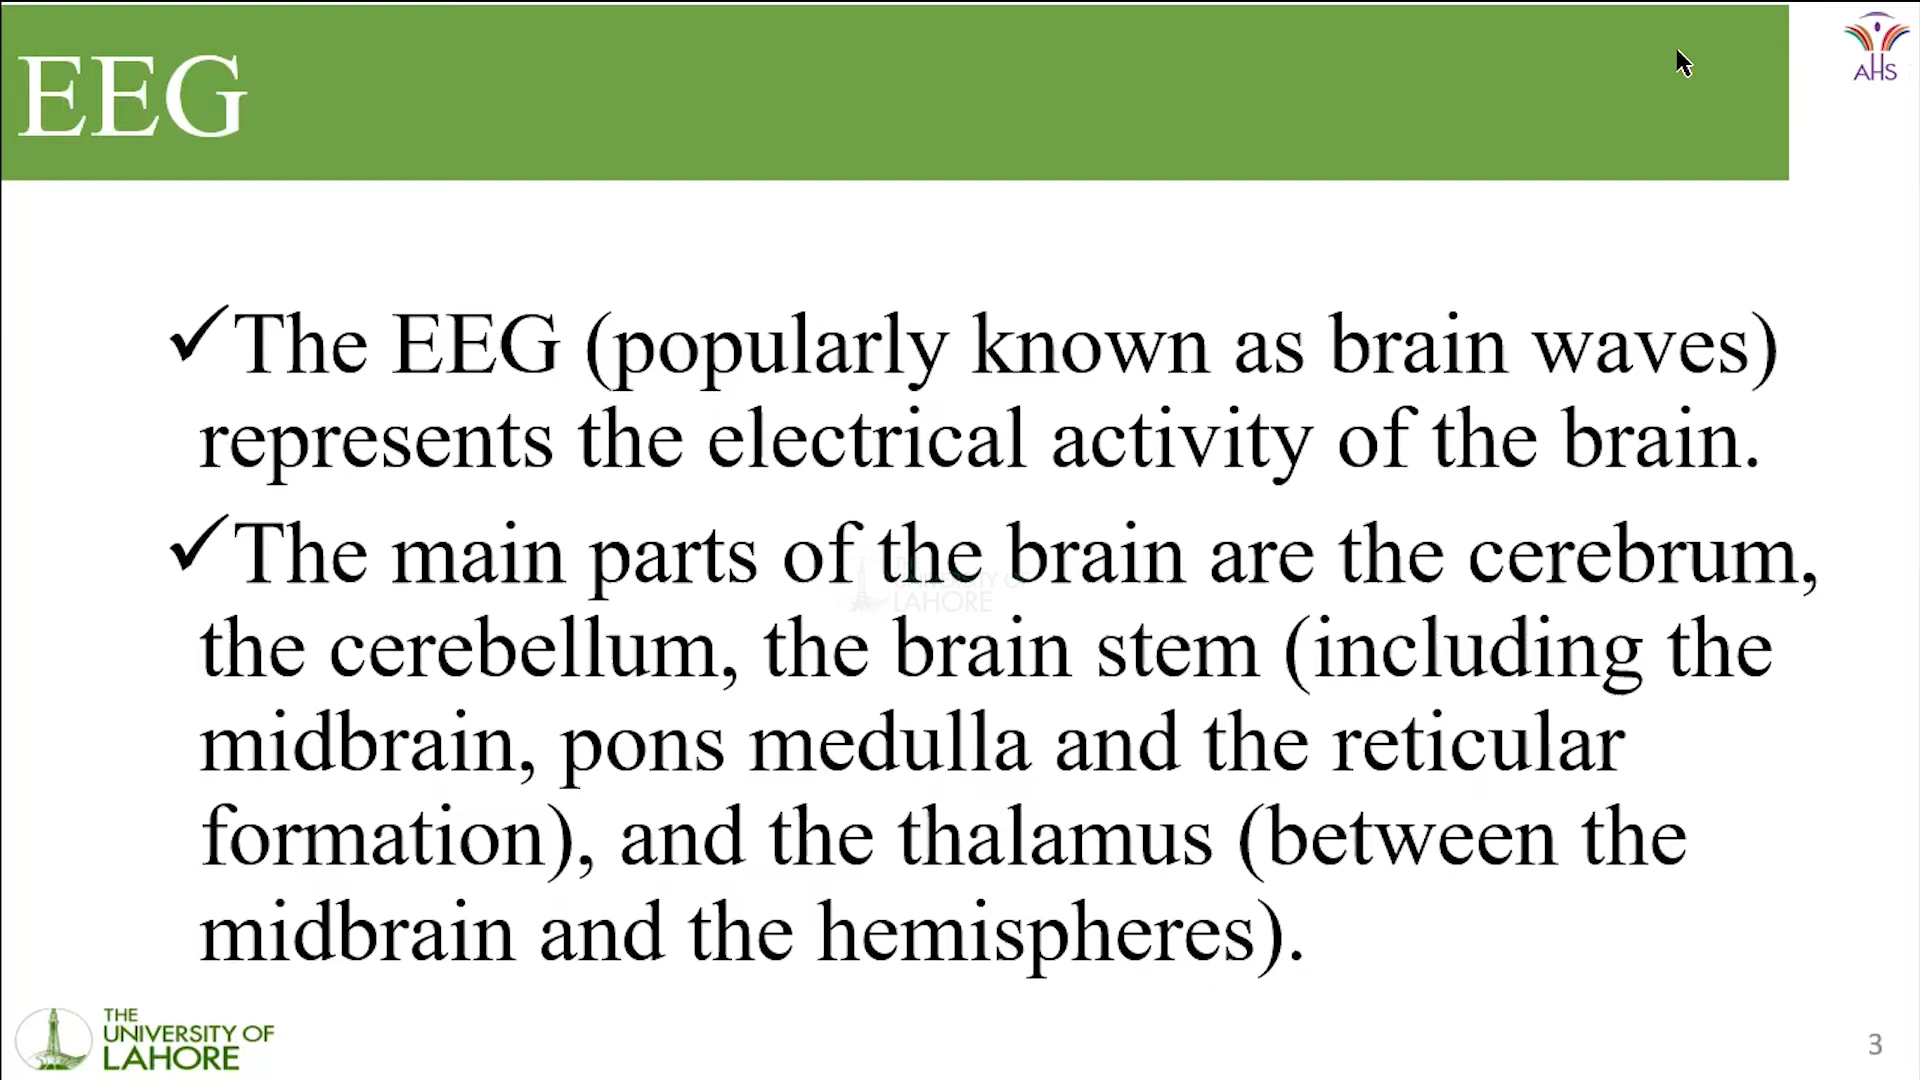 EEG
AHS
✓The EEG (popularly known as brain waves)
represents the electrical activity of the brain.
✓The main parts of the brain are the cerebrum,
the cerebellum, the brain stem (including the
midbrain, pons medulla and the reticular
formation), and the thalamus (between the
midbrain and the hemispheres).
THE
UNIVERSITY OF
LAHORE
3